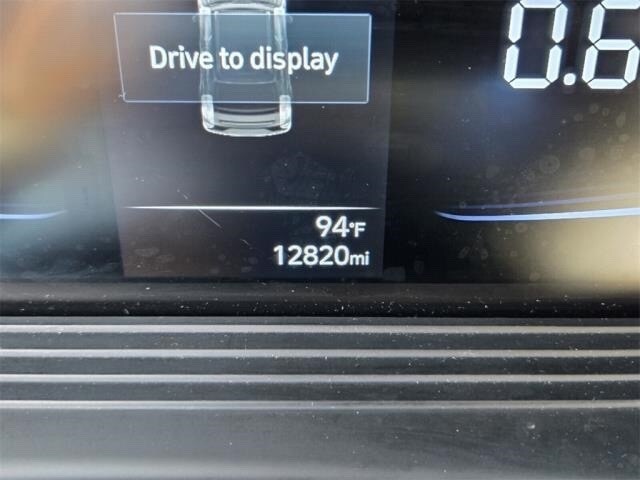 Drive to display
0.6
94°F
12820mi